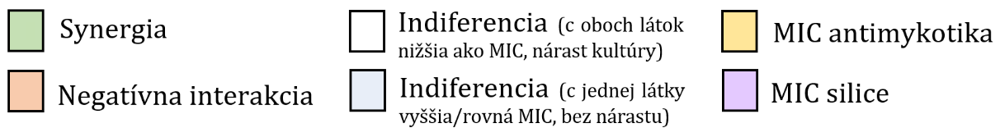 Synergia
Negatívna interakcia
Indiferencia (c oboch látok
nižšia ako MIC, nárast kultúry)
Indiferencia (c jednej látky
vyššia/rovná MIC, bez nárastu)
MIC antimykotika
MIC silice